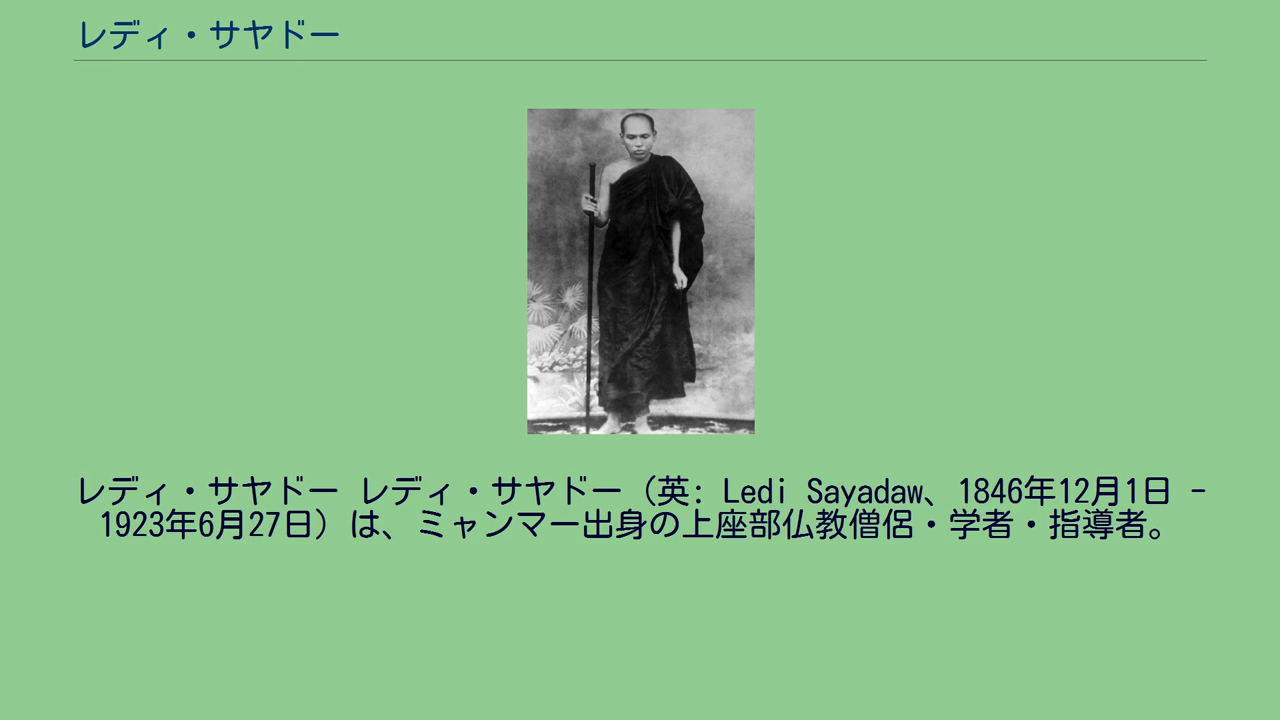 レディ・サヤドー
レディ・サヤドー レディ・サヤドー（英: Ledi Sayadaw、1846年12月1日 -
1923年6月27日）は、ミャンマー出身の上座部仏教僧侶・学者・指導者。